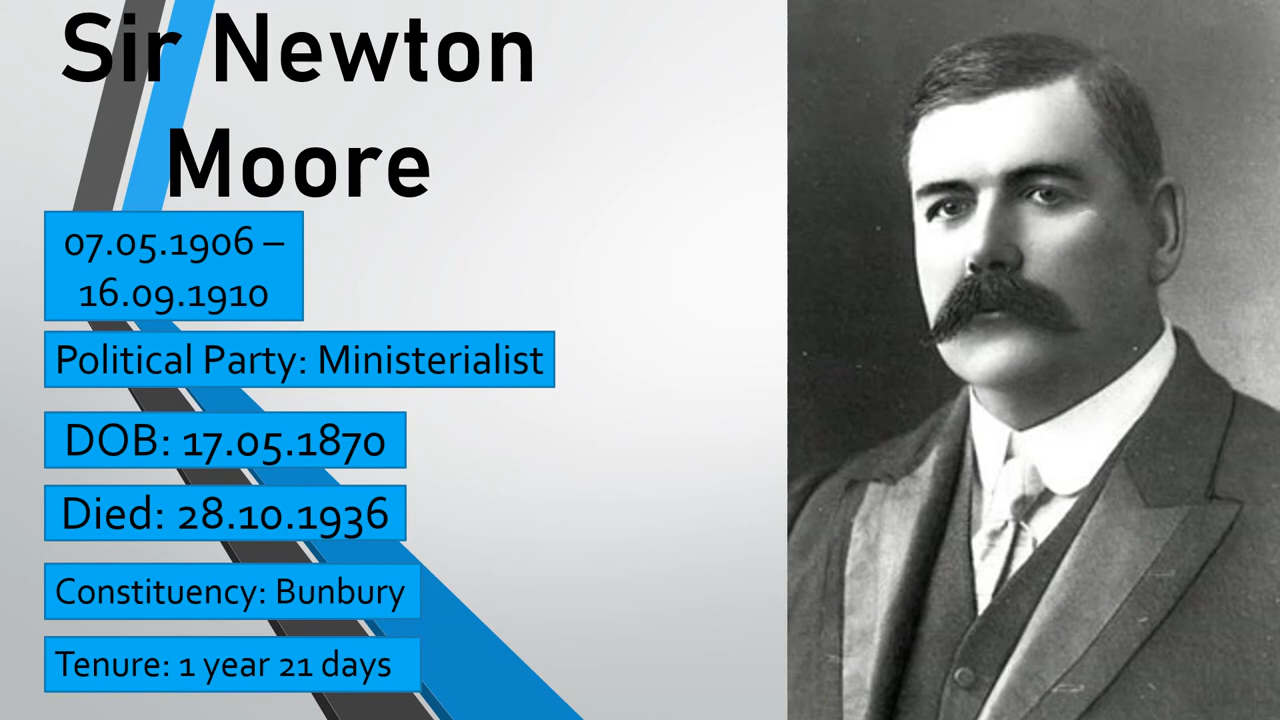 Sir Newton
Moore
07.05.1906 –
16.09.1910
Political Party: Ministerialist
DOB: 17.05.1870
Died: 28.10.1936
Constituency: Bunbury
Tenure: 1 year 21 days